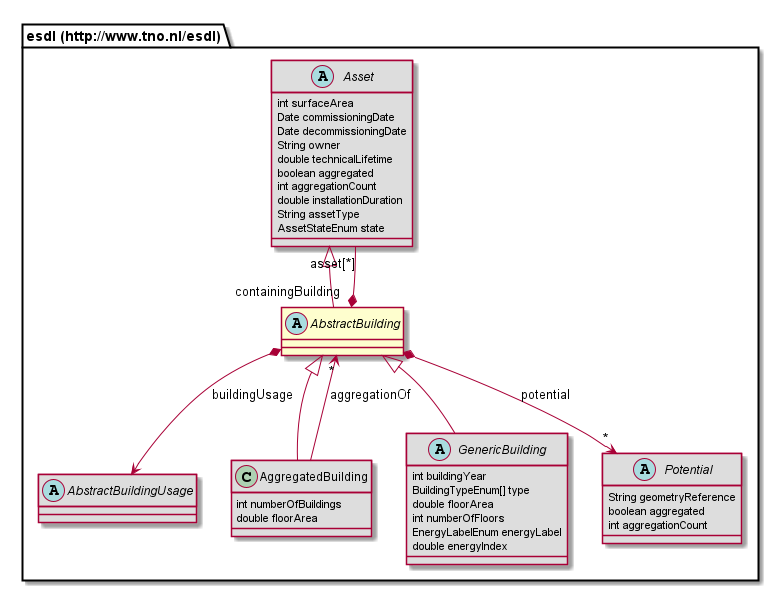 esdl (http://www.tno.nl/esdl)
A Asset
int surfaceArea
Date commissioningDate
Date decommissioningDate
String owner
double technicalLifetime
boolean aggregated
int aggregationCount
double installationDuration
String assetType
AssetStateEnum state
asset[*]
containingBuilding
A AbstractBuilding
buildingUsage
*
aggregationOf
potential
*
A AbstractBuildingUsage
C AggregatedBuilding
int numberOfBuildings
double floorArea
A GenericBuilding
int buildingYear
BuildingTypeEnum[] type
double floorArea
int numberOfFloors
EnergyLabelEnum energyLabel
double energyIndex
A Potential
String geometryReference
boolean aggregated
int aggregationCount